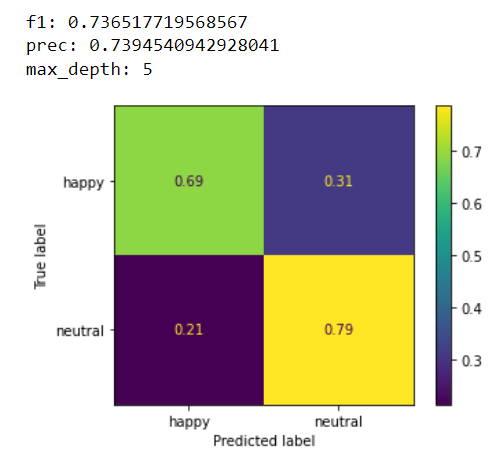 f1: 0.736517719568567
prec: 0.7394540942928041
max_depth: 5
happy
0.69
0.31
0.7
0.6
True label
0.5
0.4
neutral
0.21
0.79
0.3
happy
neutral
Predicted label